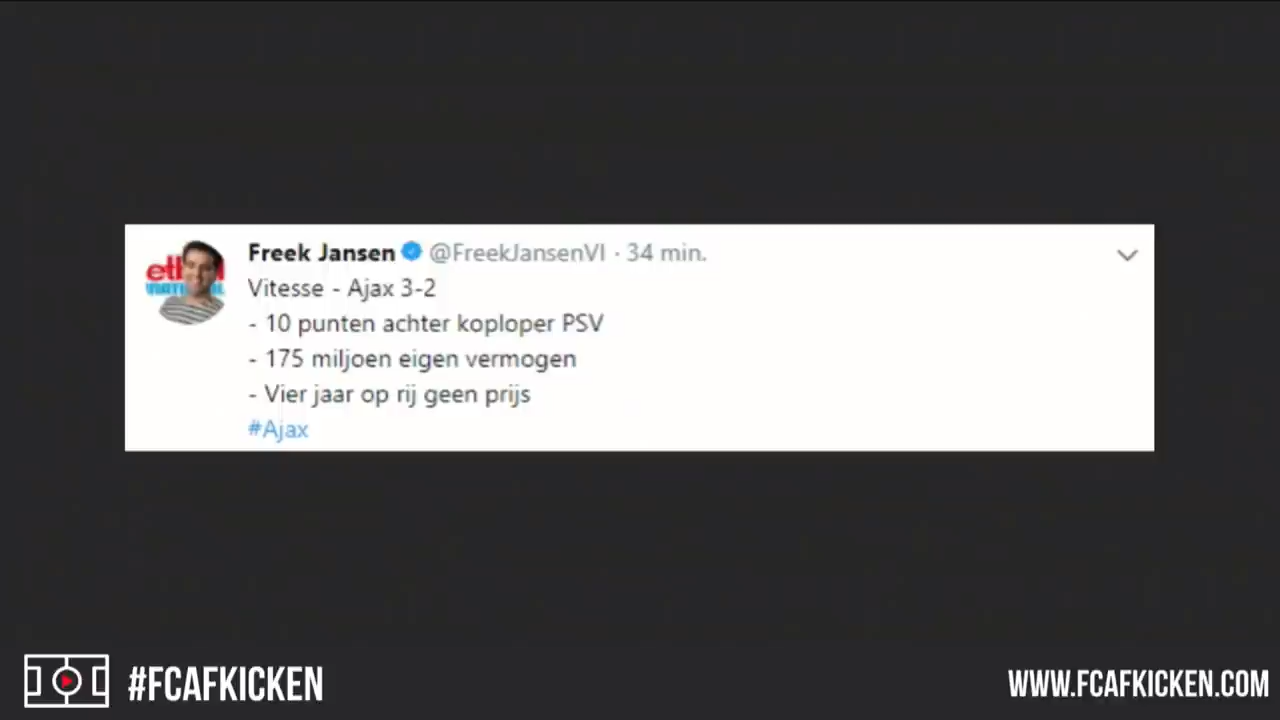 Freek Jansen @FreekJansenVI · 34 min.
Vitesse - Ajax 3-2
- 10 punten achter koploper PSV
- 175 miljoen eigen vermogen
- Vier jaar op rij geen prijs
#Ajax
#FCAFKICKEN
WWW.FCAFKICKEN.COM